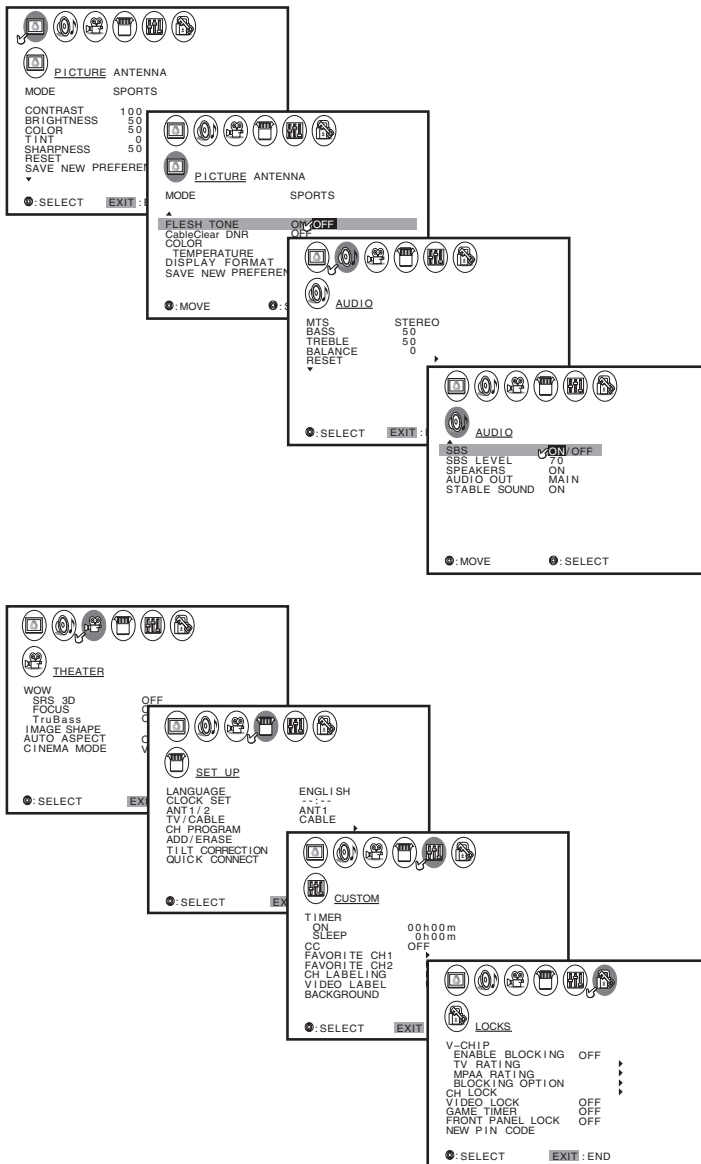 PICTURE ANTENNA
MODE SPORTS
CONTRAST 100
BRIGHTNESS 50
COLOR 50
TINT 0
SHARPNESS 50
RESET
SAVE NEW
:SELECT EXIT :
PICTURE ANTENNA
MODE SPORTS
FLESH TONE ON/OFF
CableClear DNR OFF
COLOR
TEMPERATURE
DISPLAY FORMAT
SAVE NEW
:MOVE :
AUDIO
MTS STEREO
BASS 50
TREBLE 50
BALANCE 0
RESET
:SELECT EXIT :
AUDIO
SBS ON/OFF
SBS LEVEL 70
SPEAKERS ON
AUDIO OUT MAIN
STABLE SOUND ON
:MOVE :SELECT
THEATER
WOW
SRS 3D OFF
FOCUS
TruBass
IMAGE SHAPE
AUTO ASPECT
CINEMA MODE
:SELECT
SET UP
LANGUAGE ENGLISH
CLOCK SET --:--
ANT1/2 ANT1
TV/CABLE CABLE
CH PROGRAM
ADD/ERASE
TILT CORRECTION
QUICK CONNECT
:SELECT
CUSTOM
TIMER
ON 00h00m
SLEEP 0h00m
CC OFF
FAVORITE CH1
FAVORITE CH2
CH LABELING
VIDEO LABEL
BACKGROUND
:SELECT EXIT
LOCKS
V-CHIP
ENABLE BLOCKING OFF
TV RATING
MPAA RATING
BLOCKING OPTION
CH LOCK
VIDEO LOCK OFF
GAME TIMER OFF
FRONT PANEL LOCK OFF
NEW PIN CODE
:SELECT EXIT :END